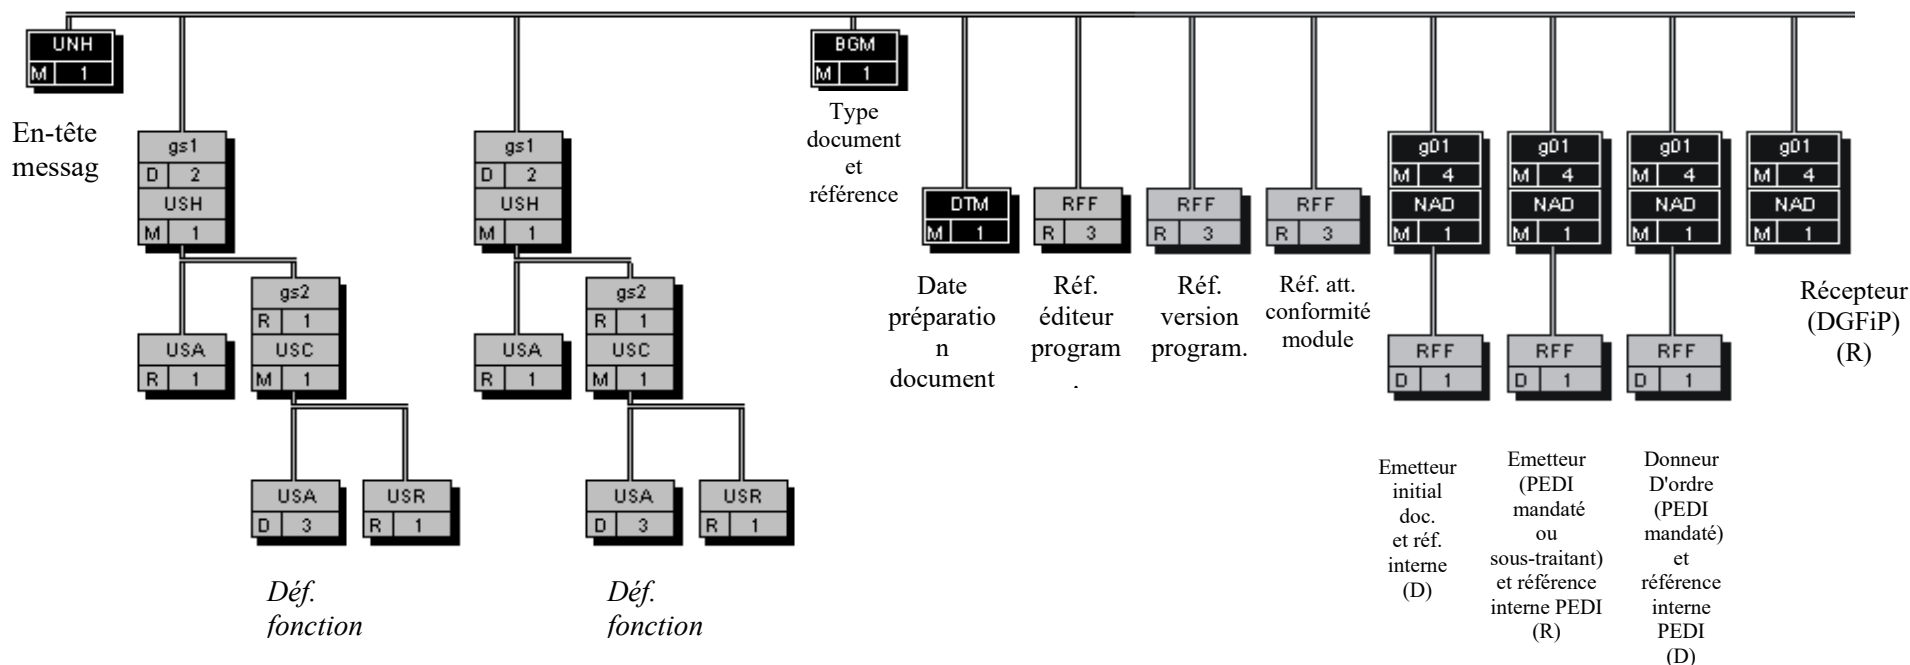 UNH
M 1
En-tête
messag
gs1
D 2
USH
M 1
USA
R 1
gs2
R 1
USC
M 1
USA
D 3
USR
R 1
Déf.
fonction
gs1
D 2
USH
M 1
USA
R 1
gs2
R 1
USC
M 1
USA
D 3
USR
R 1
Déf.
fonction
BGM
M 1
Type
document
et
référence
DTM
M 1
Date
préparatio
n
document
RFF
R 3
Réf.
éditeur
program
.
RFF
R 3
Réf.
version
program.
RFF
R 3
Réf. att.
conformité
module
g01
M 4
NAD
M 1
RFF
D 1
Emetteur
initial
doc.
et réf.
interne
(D)
g01
M 4
NAD
M 1
RFF
D 1
Emetteur
(PEDI
mandaté
ou
sous-traitant)
et référence
interne PEDI
(R)
g01
M 4
NAD
M 1
RFF
D 1
Donneur
D'ordre
(PEDI
mandaté)
et
référence
interne
PEDI
(D)
g01
M 4
NAD
M 1
Récepteur
(DGFiP)
(R)